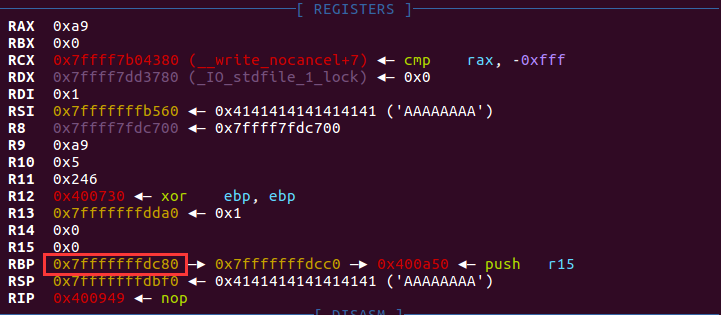 [ REGISTERS ]
RAX 0xa9
RBX 0x0
RCX 0x7ffff7b04380 (__write_nocancel+7) ◂— cmp rax, -0xfff
RDX 0x7ffff7dd3780 (_IO_stdfile_1_lock) ◂— 0x0
RDI 0x1
RSI 0x7fffffffb560 ◂— 0x4141414141414141 ('AAAAAAAA')
R8 0x7ffff7fdc700 ◂— 0x7ffff7fdc700
R9 0xa9
R10 0x5
R11 0x246
R12 0x400730 ◂— xor ebp, ebp
R13 0x7fffffffdda0 ◂— 0x1
R14 0x0
R15 0x0
RBP 0x7fffffffdc80 —▸ 0x7fffffffdcc0 —▸ 0x400a50 ◂— push r15
RSP 0x7fffffffdbf0 ◂— 0x4141414141414141 ('AAAAAAAA')
RIP 0x400949 ◂— nop
[ DISASM ]